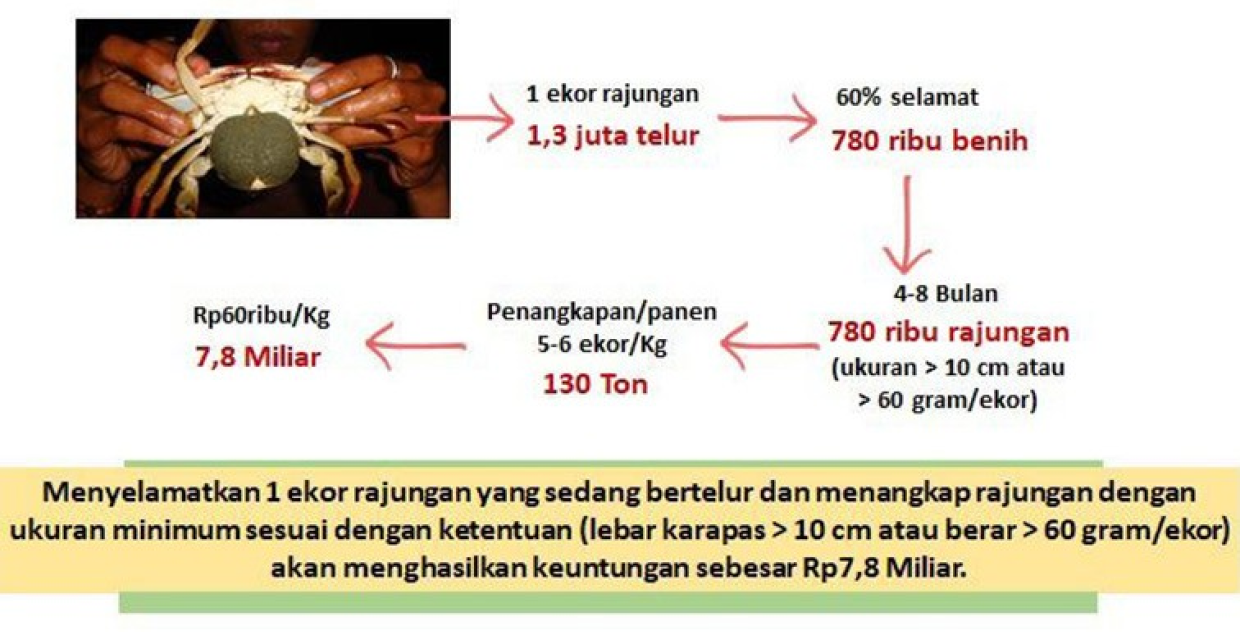 1 ekor rajungan
1,3 juta telur
60% selamat
780 ribu benih
4-8 Bulan
780 ribu rajungan
(ukuran > 10 cm atau
> 60 gram/ekor)
Penangkapan/panen
5-6 ekor/Kg
130 Ton
Rp60ribu/Kg
7,8 Miliar
Menyelamatkan 1 ekor rajungan yang sedang bertelur dan menangkap rajungan dengan
ukuran minimum sesuai dengan ketentuan (lebar karapas > 10 cm atau berar > 60 gram/ekor)
akan menghasilkan keuntungan sebesar Rp7,8 Miliar.